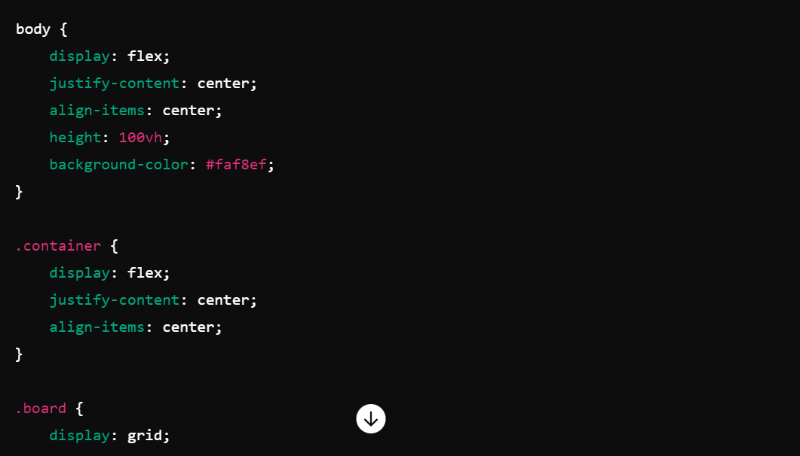 body {
    display: flex;
    justify-content: center;
    align-items: center;
    height: 100vh;
    background-color: #faf8ef;
}
.container {
    display: flex;
    justify-content: center;
    align-items: center;
}
.board {
    display: grid;